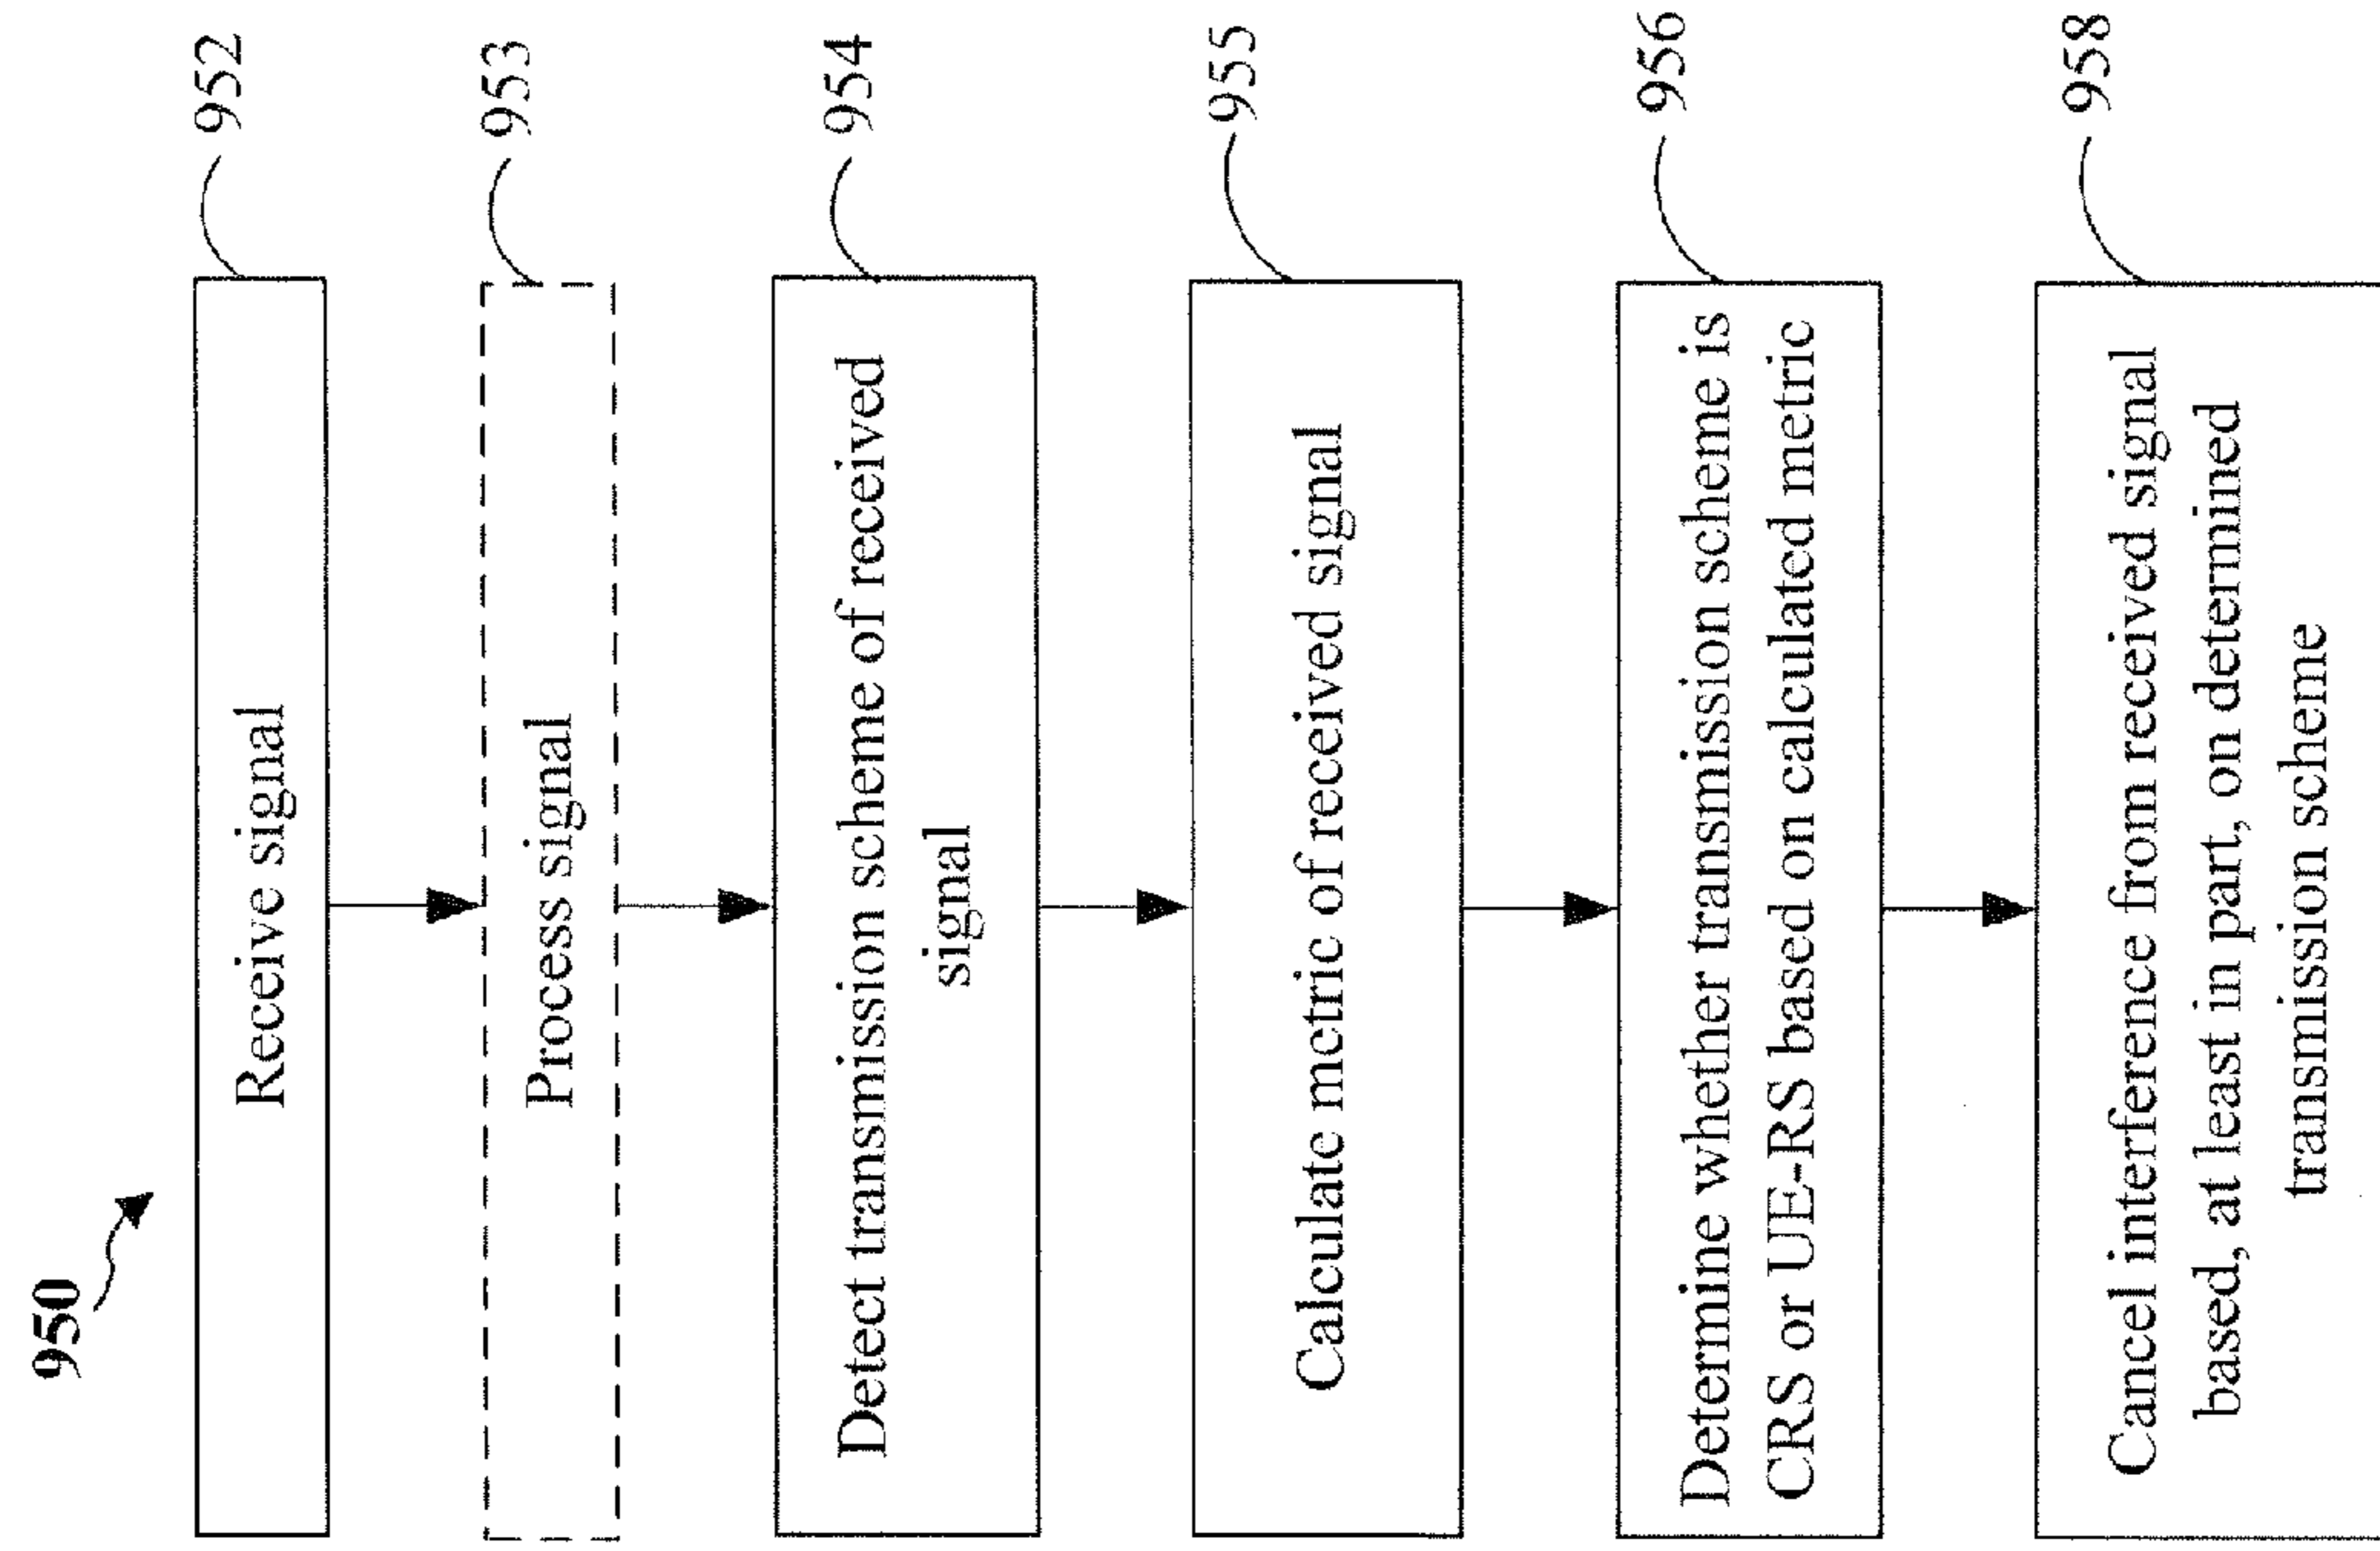 950
Receive signal
952
Process signal
953
Detect transmission scheme of received
signal
954
Calculate metric of received signal
955
Determine whether transmission scheme is
CRS or UE-RS based on calculated metric
956
Cancel interference from received signal
based, at least in part, on determined
transmission scheme
958